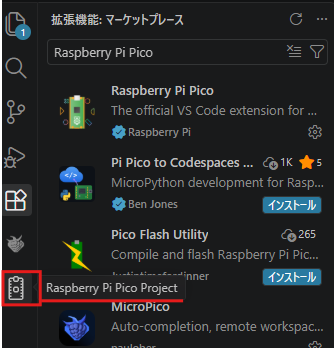 拡張機能: マーケットプレース
1
Raspberry Pi Pico
Raspberry Pi Pico
The official VS Code extension for ...
Raspberry Pi
Pi Pico to Codespaces ... 1K 5
MicroPython development for Rasp...
Ben Jones
インストール
Pico Flash Utility 265
Compile and flash Raspberry Pi Pic...
インストール
Raspberry Pi Pico Project
MicroPico
Auto-completion, remote workspac...